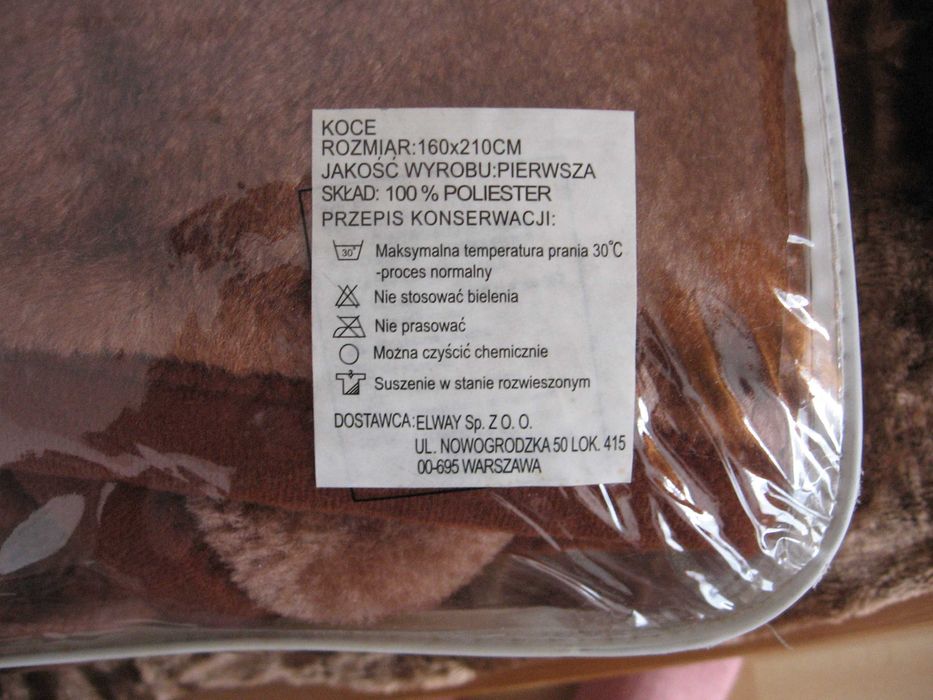 KOCE
ROZMIAR:160x210CM
JAKOŚĆ WYROBU:PIERWSZA
SKŁAD: 100 % POLIESTER
PRZEPIS KONSERWACJI:
30° Maksymalna temperatura prania 30°C
-proces normalny
Nie stosować bielenia
Nie prasować
Można czyścić chemicznie
Suszenie w stanie rozwieszonym
DOSTAWCA:ELWAY Sp. Z O. O.
UL. NOWOGRODZKA 50 LOK. 415
00-695 WARSZAWA